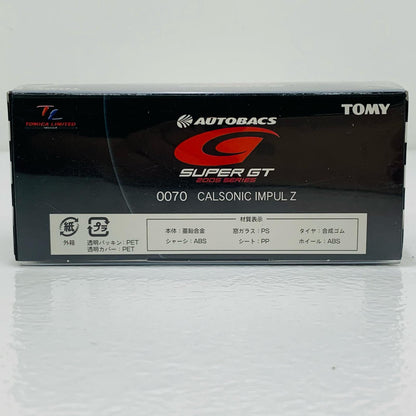 TL
TOMICA LIMITED
AUTOBACS
TOMY
G
SUPER GT
2005 SERIES
0070 CALSONIC IMPUL Z
材質表示
紙
外箱
プラ
透明パッキン：PET
透明カバー：PET
本体：亜鉛合金
窓ガラス：PS
タイヤ：合成ゴム
シャーシ：ABS
シート：PP
ホイール：ABS